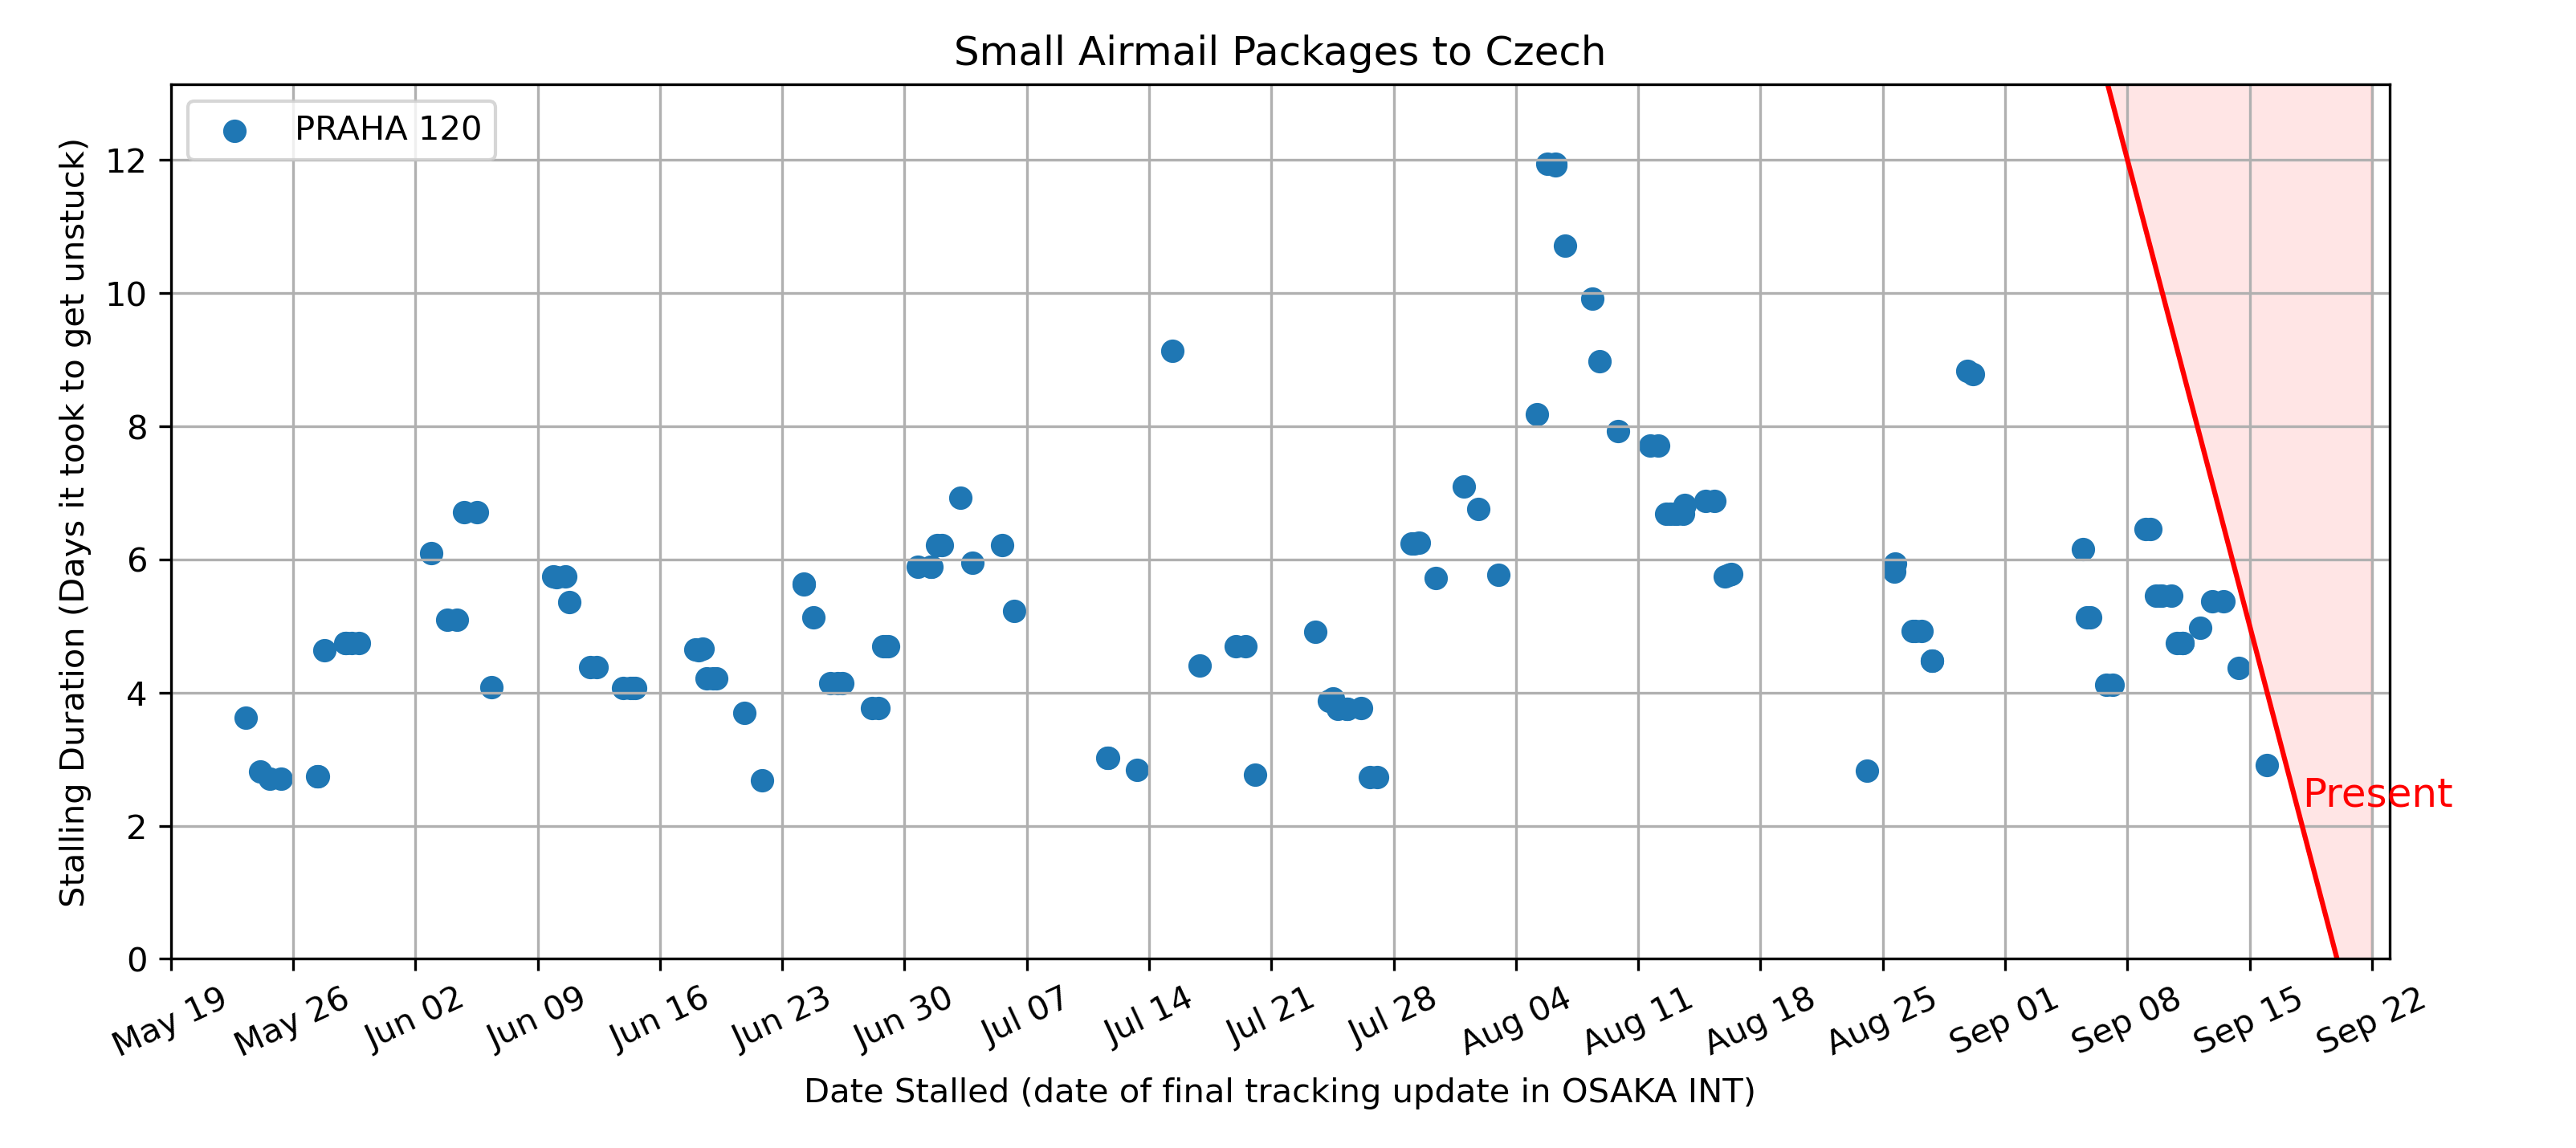 Small Airmail Packages to Czech
PRAHA 120
Stalling Duration (Days it took to get unstuck)
12
10
8
6
4
2
0
May 19
May 26
Jun 02
Jun 09
Jun 16
Jun 23
Jun 30
Jul 07
Jul 14
Jul 21
Jul 28
Aug 04
Aug 11
Aug 18
Aug 25
Sep 01
Sep 08
Sep 15
Sep 22
Present
Date Stalled (date of final tracking update in OSAKA INT)